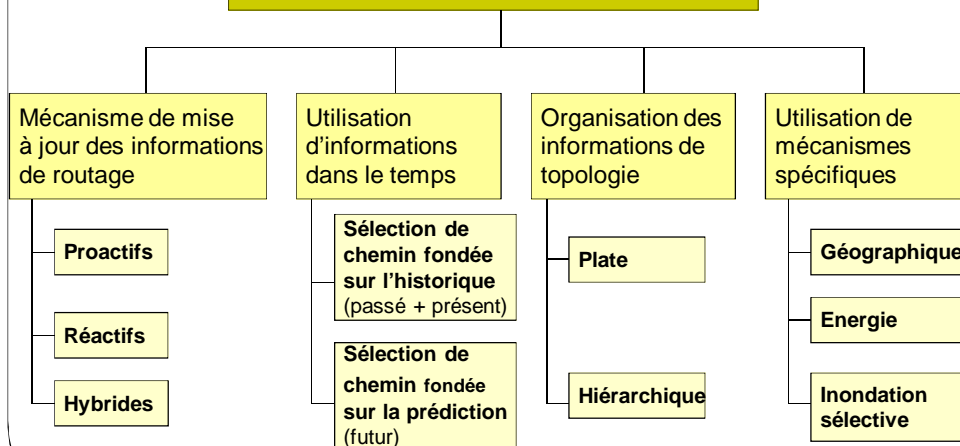 Mécanisme de mise
à jour des informations
de routage
Proactifs
Réactifs
Hybrides
Utilisation
d'informations
dans le temps
Sélection de
chemin fondée
sur l'historique
(passé + présent)
Sélection de
chemin fondée
sur la prédiction
(futur)
Organisation des
informations de
topologie
Plate
Hiérarchique
Utilisation de
mécanismes
spécifiques
Géographique
Energie
Inondation
sélective